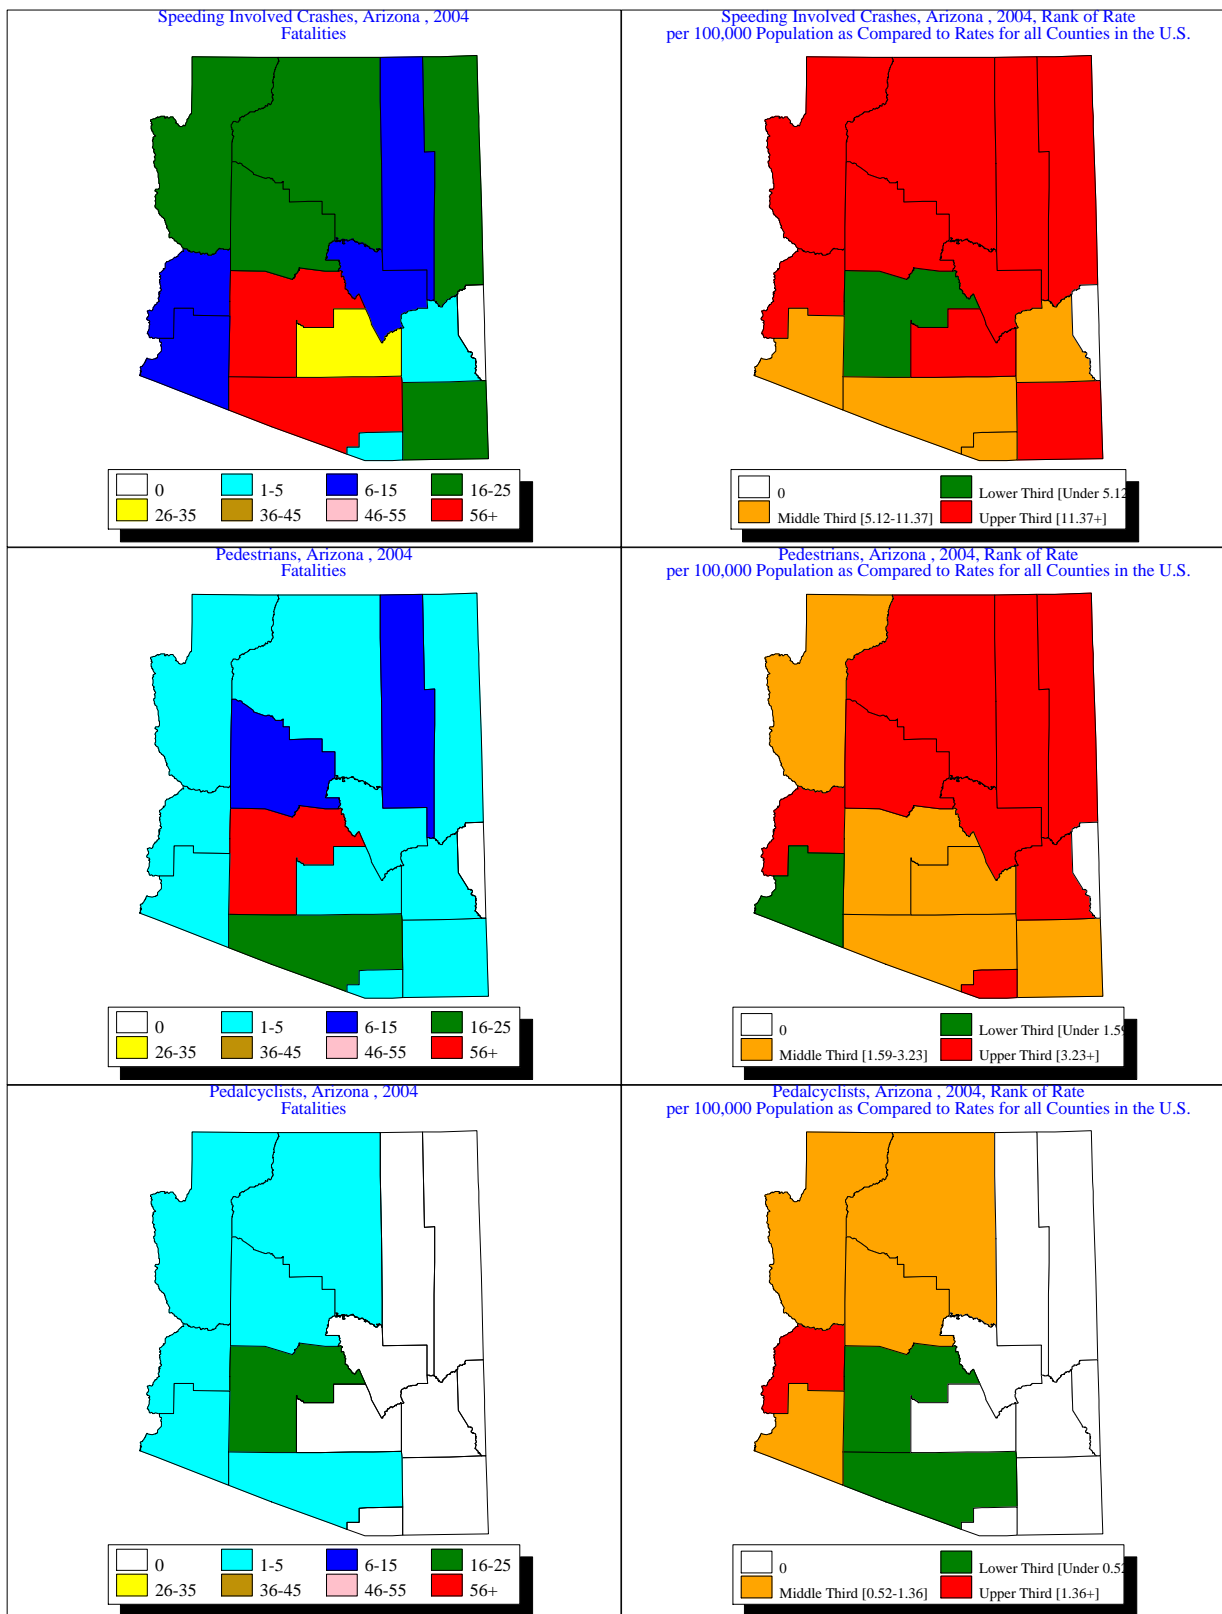 Speeding Involved Crashes, Arizona , 2004
Fatalities
0
1-5
6-15
16-25
26-35
36-45
46-55
56+
Speeding Involved Crashes, Arizona , 2004, Rank of Rate
per 100,000 Population as Compared to Rates for all Counties in the U.S.
0
Lower Third [Under 5.12
Middle Third [5.12-11.37]
Upper Third [11.37+]
Pedestrians, Arizona , 2004
Fatalities
0
1-5
6-15
16-25
26-35
36-45
46-55
56+
Pedestrians, Arizona , 2004, Rank of Rate
per 100,000 Population as Compared to Rates for all Counties in the U.S.
0
Lower Third [Under 1.59
Middle Third [1.59-3.23]
Upper Third [3.23+]
Pedalcyclists, Arizona , 2004
Fatalities
0
1-5
6-15
16-25
26-35
36-45
46-55
56+
Pedalcyclists, Arizona , 2004, Rank of Rate
per 100,000 Population as Compared to Rates for all Counties in the U.S.
0
Lower Third [Under 0.52
Middle Third [0.52-1.36]
Upper Third [1.36+]